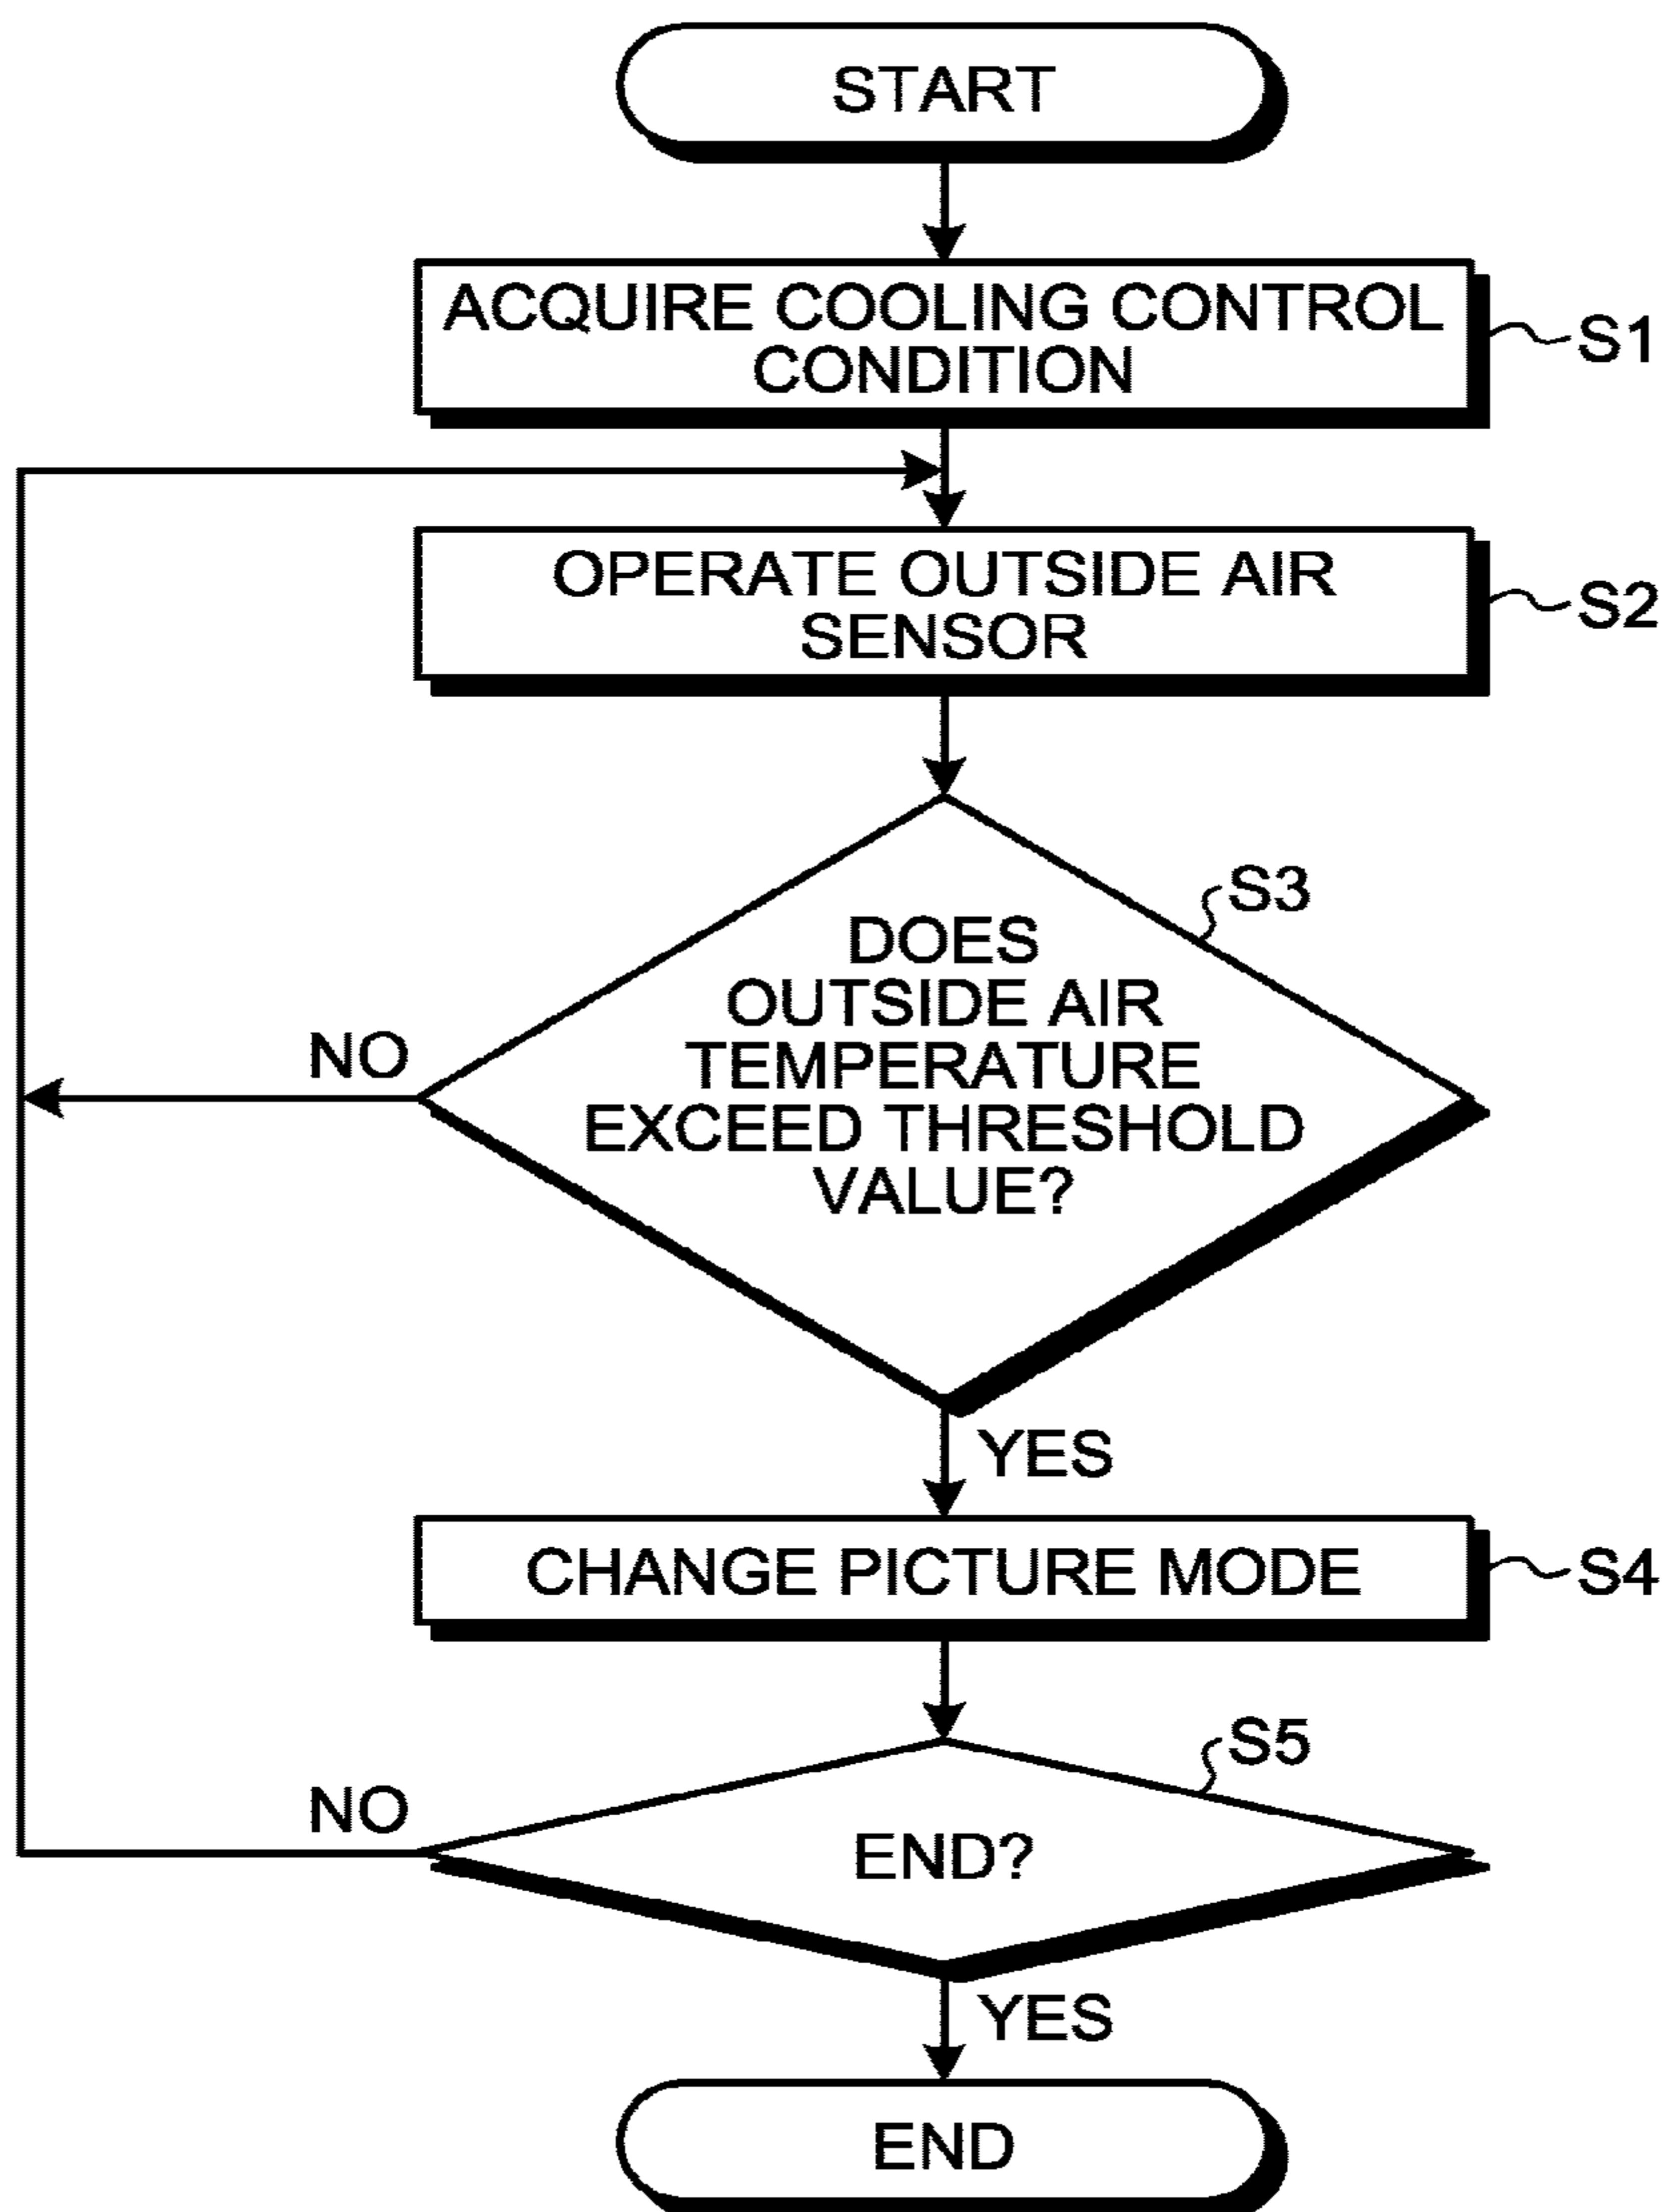 START
ACQUIRE COOLING CONTROL
CONDITION
S1
OPERATE OUTSIDE AIR
SENSOR
S2
S3
DOES
OUTSIDE AIR
TEMPERATURE
EXCEED THRESHOLD
VALUE?
NO
YES
CHANGE PICTURE MODE
S4
S5
END?
NO
YES
END